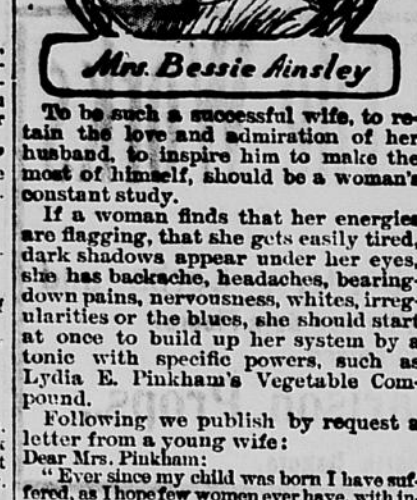 Mrs. Bessie Ainsley
To be such a successful wife, to re-
tain the love and admiration of her
husband, to inspire him to make the
most of himself, should be a woman's
constant study.
If a woman finds that her energies
are flagging, that she gets easily tired,
dark shadows appear under her eyes,
she has backache, headaches, bearing-
down pains, nervousness, whites, irreg-
ularities or the blues, she should start
at once to build up her system by a
tonic with specific powers, such as
Lydia E. Pinkham's Vegetable Com
pound.
Following we publish by request a
letter from a young wife:
Dear Mrs. Pinkham:
"Ever since my child was born I have suf
fered, as I hope few women ever have, with in